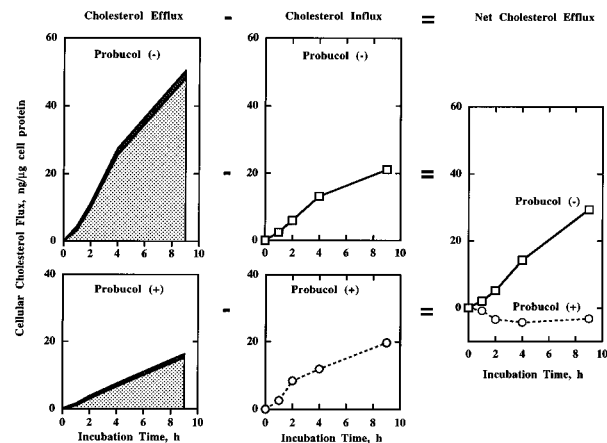 Cholesterol Efflux - Cholesterol Influx = Net Cholesterol Efflux
Cellular Cholesterol Flux, ng/μg cell protein
60
40
20
0
Probucol (-)
0 2 4 6 8 10
-
60
40
20
0
Probucol (-)
0 2 4 6 8 10
=
40
20
0
Probucol (+)
0 2 4 6 8 10
Incubation Time, h
-
40
20
0
Probucol (+)
0 2 4 6 8 10
Incubation Time, h
=
60
40
20
0
Probucol (-)
Probucol (+)
0 2 4 6 8 10
Incubation Time, h